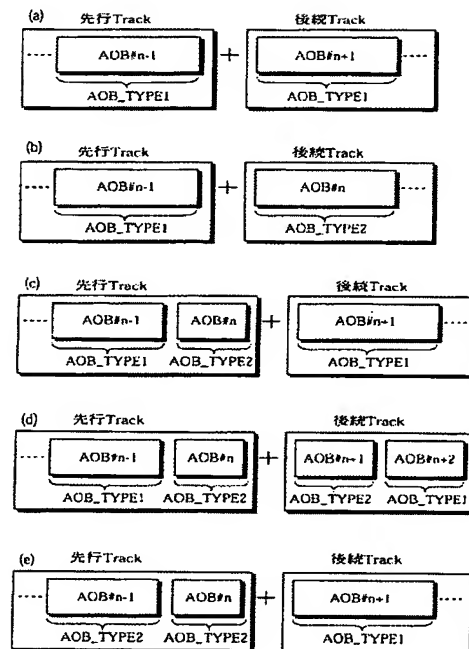 (a) 先行Track 後続Track
AOB#n-1 + AOB#n+1
AOB_TYPE1 AOB_TYPE1
(b) 先行Track 後続Track
AOB#n-1 + AOB#n
AOB_TYPE1 AOB_TYPE2
(c) 先行Track 後続Track
AOB#n-1 AOB#n + AOB#n+1
AOB_TYPE1 AOB_TYPE2 AOB_TYPE1
(d) 先行Track 後続Track
AOB#n-1 AOB#n + AOB#n+1 AOB#n+2
AOB_TYPE1 AOB_TYPE2 AOB_TYPE2 AOB_TYPE1
(e) 先行Track 後続Track
AOB#n-1 AOB#n + AOB#n+1
AOB_TYPE2 AOB_TYPE2 AOB_TYPE1